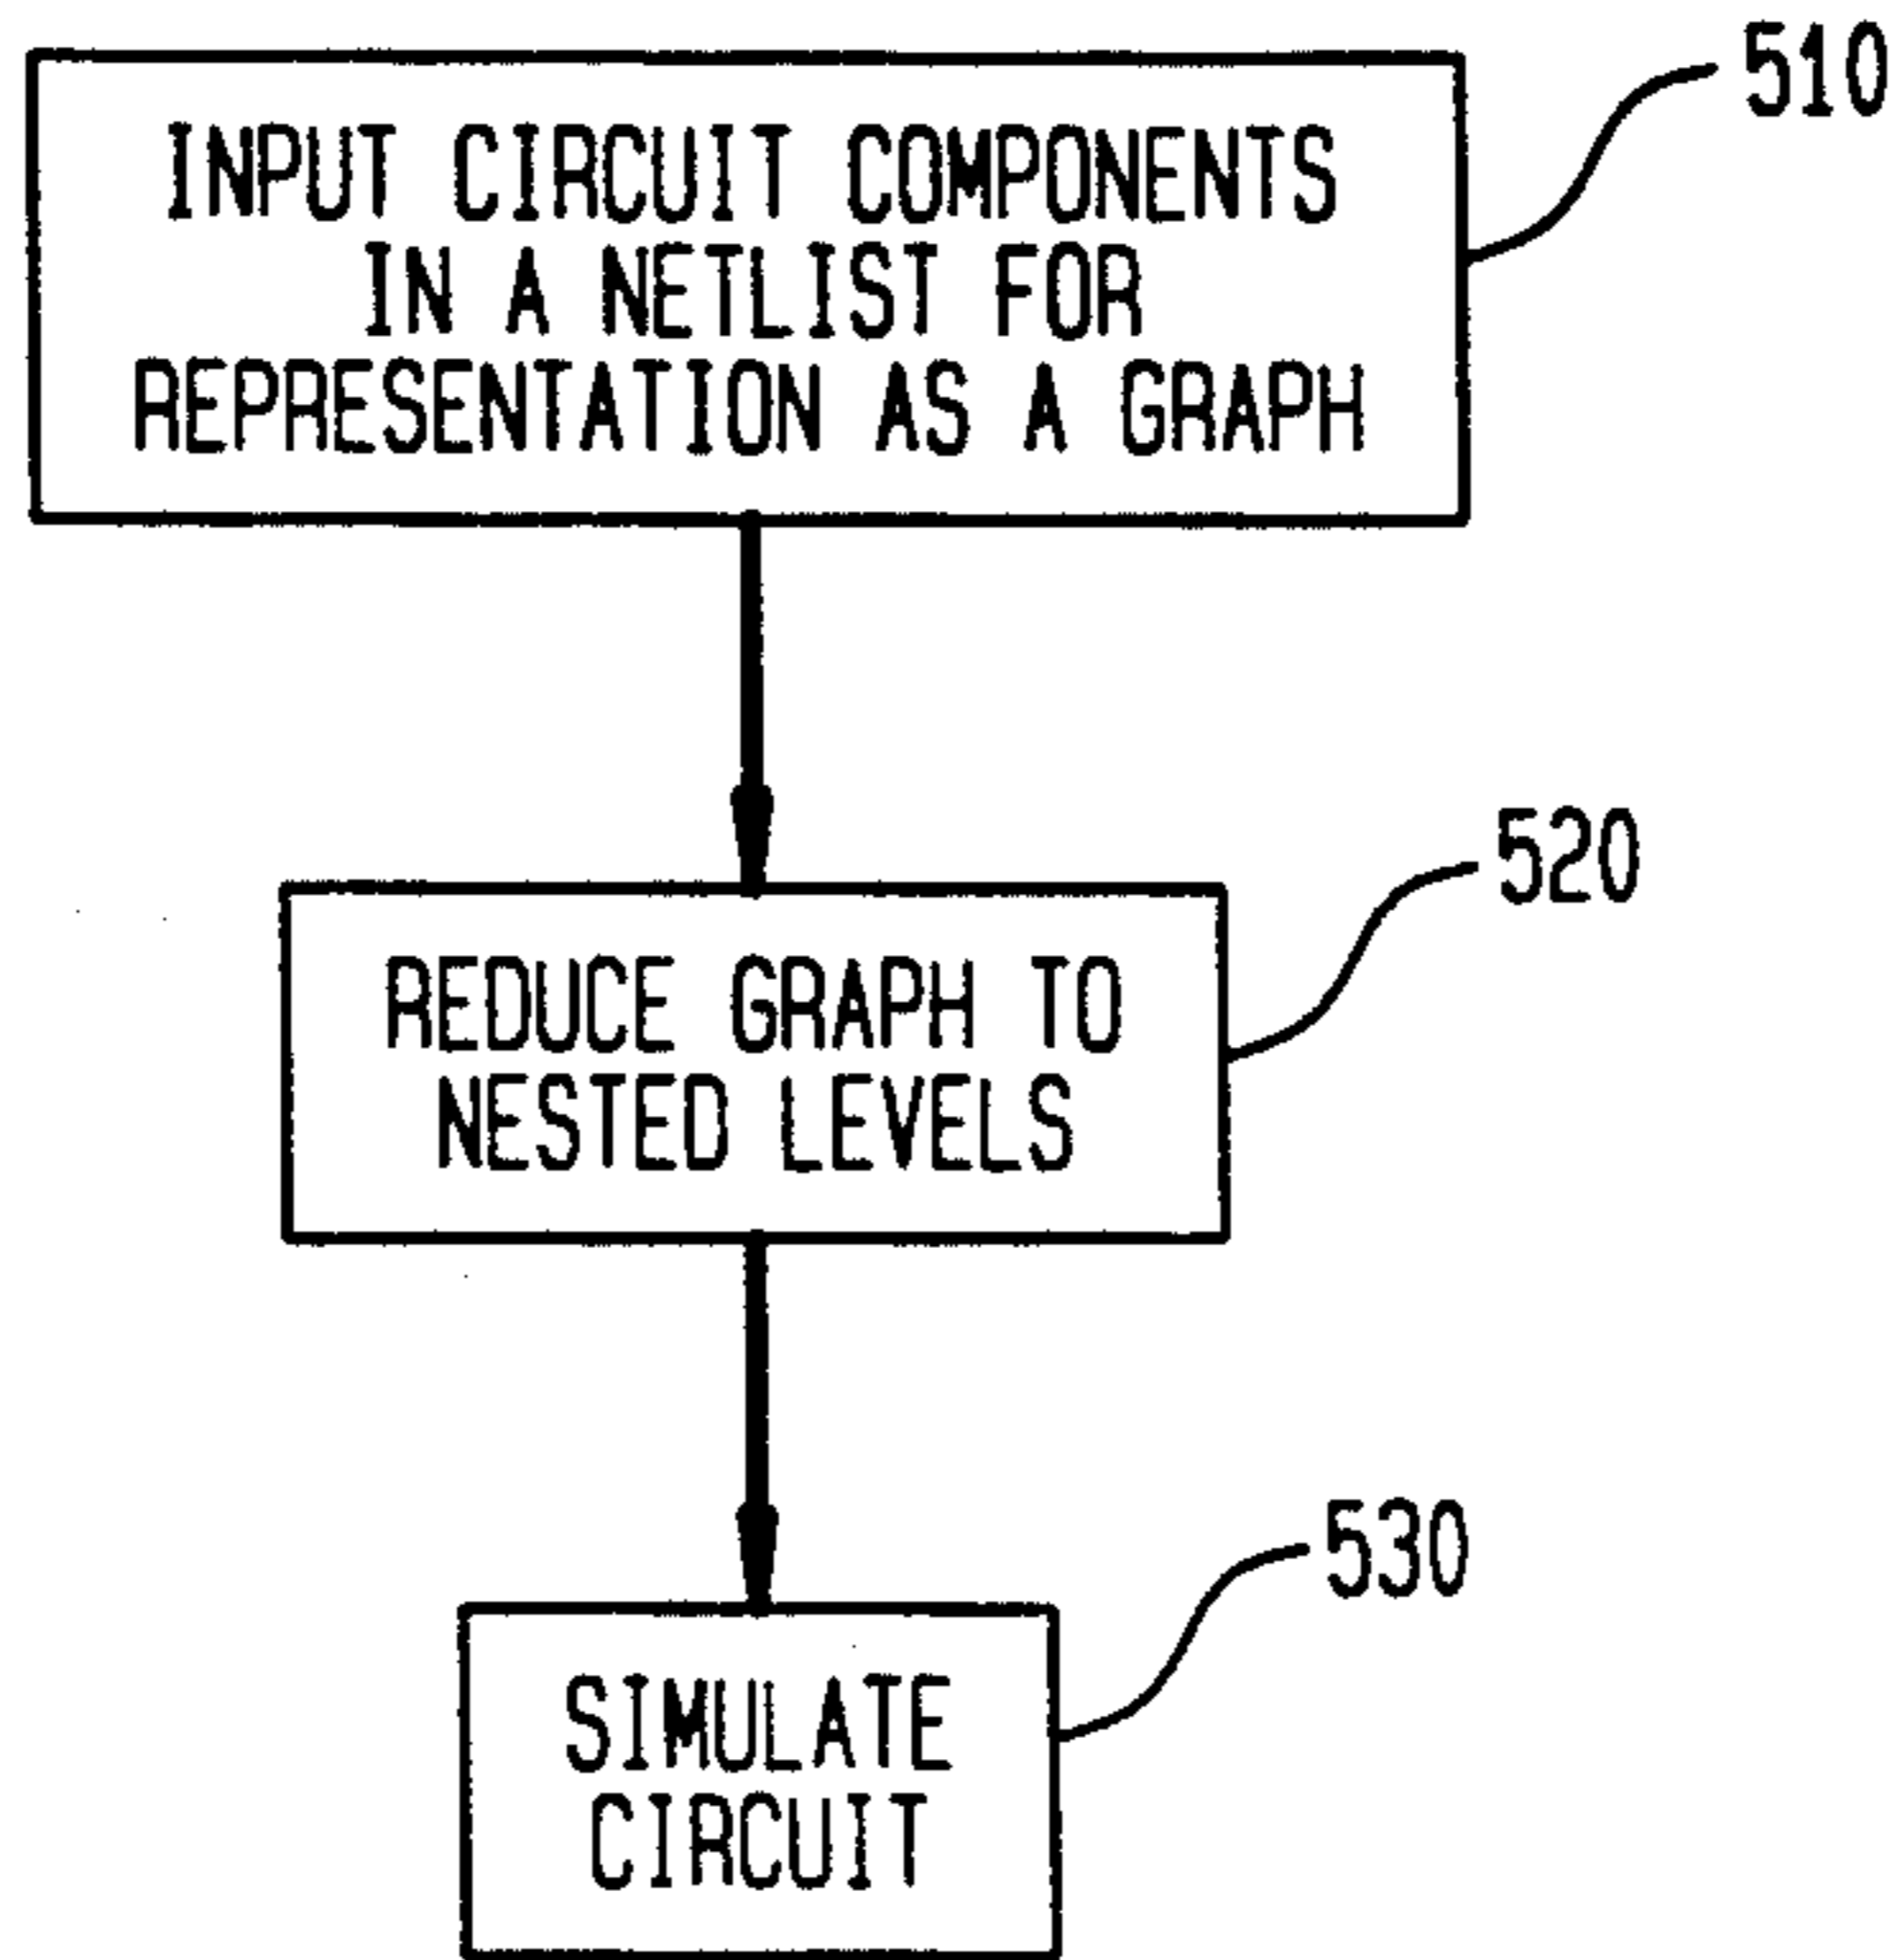 510
INPUT CIRCUIT COMPONENTS
IN A NETLIST FOR
REPRESENTATION AS A GRAPH
520
REDUCE GRAPH TO
NESTED LEVELS
530
SIMULATE
CIRCUIT